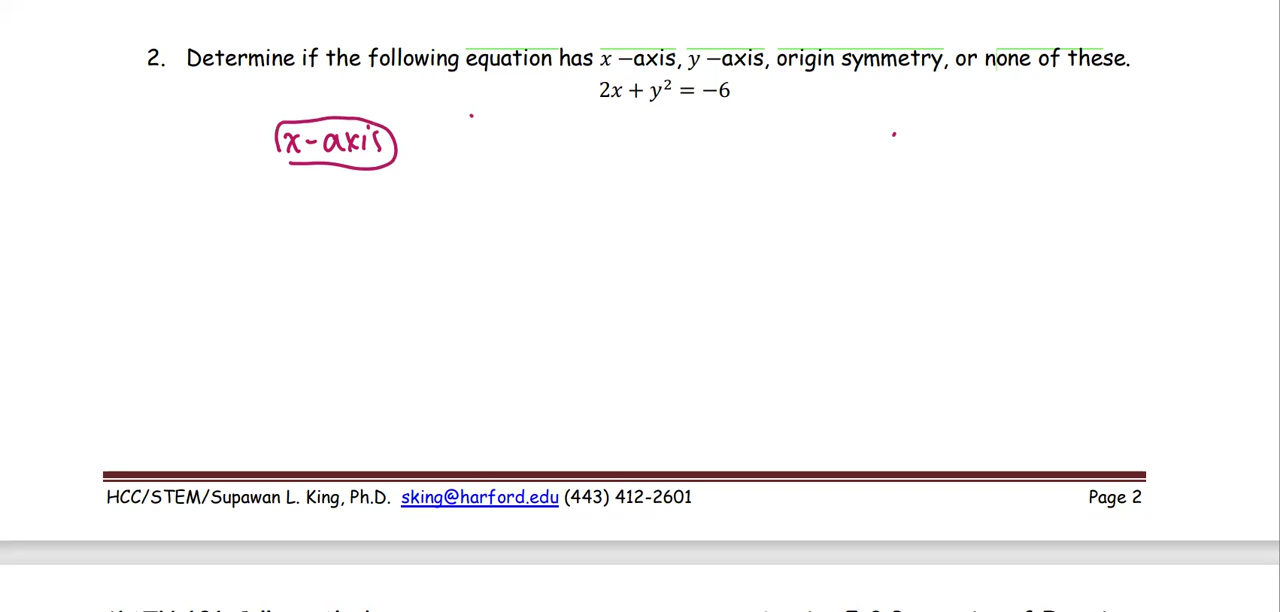 2. Determine if the following equation has x −axis, y −axis, origin symmetry, or none of these.
2x + y² = −6
x-axis
HCC/STEM/Supawan L. King, Ph.D. sking@harford.edu (443) 412-2601 Page 2